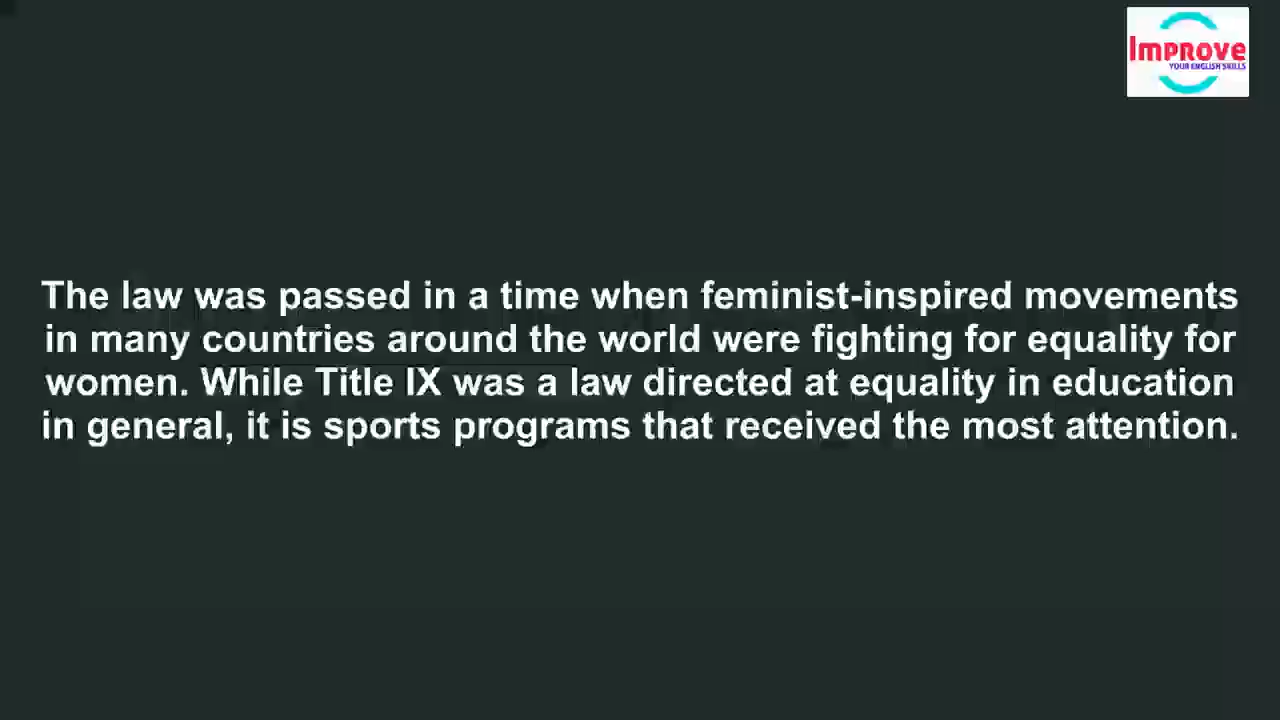 Improve
YOUR ENGLISH SKILLS
The law was passed in a time when feminist-inspired movements
in many countries around the world were fighting for equality for
women. While Title IX was a law directed at equality in education
in general, it is sports programs that received the most attention.